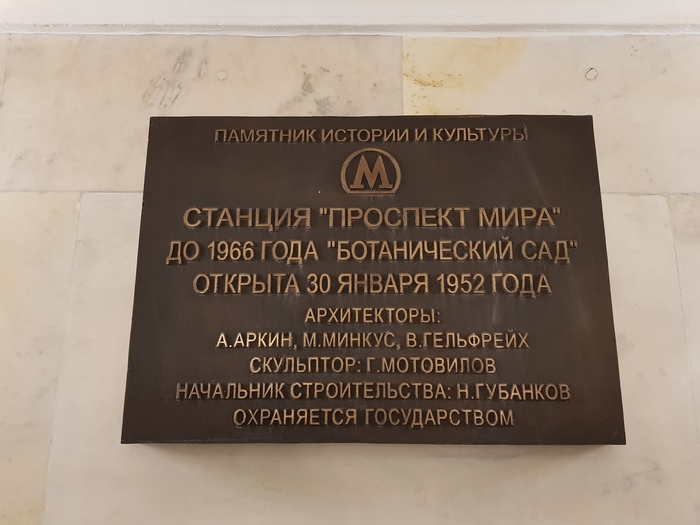 ПАМЯТНИК ИСТОРИИ И КУЛЬТУРЫ
М
СТАНЦИЯ "ПРОСПЕКТ МИРА"
ДО 1966 ГОДА "БОТАНИЧЕСКИЙ САД"
ОТКРЫТА 30 ЯНВАРЯ 1952 ГОДА
АРХИТЕКТОРЫ:
А.АРКИН, М.МИНКУС, В.ГЕЛЬФРЕЙХ
СКУЛЬПТОР: Г.МОТОВИЛОВ
НАЧАЛЬНИК СТРОИТЕЛЬСТВА: Н.ГУБАНКОВ
ОХРАНЯЕТСЯ ГОСУДАРСТВОМ